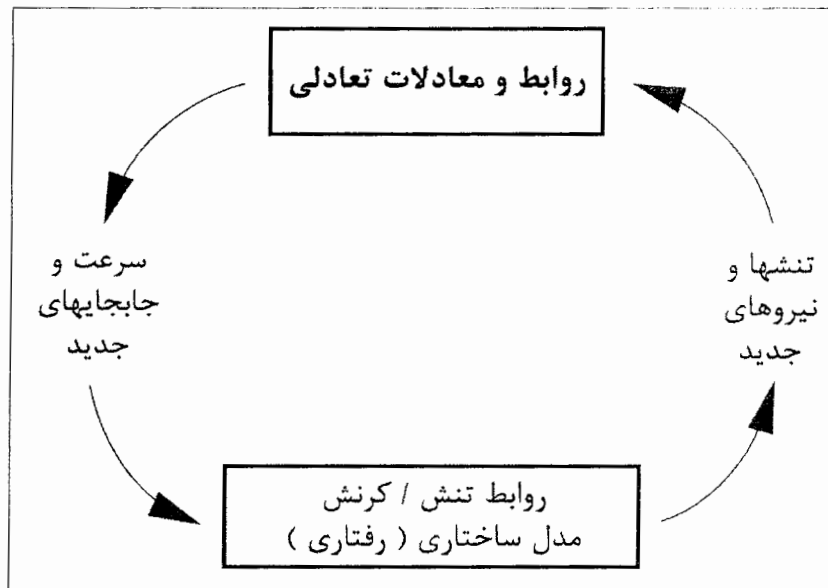 روابط و معادلات تعادلی
تنشها و
نیروهای
جدید
سرعت و
جابجایهای
جدید
روابط تنش / کرنش
مدل ساختاری ( رفتاری )